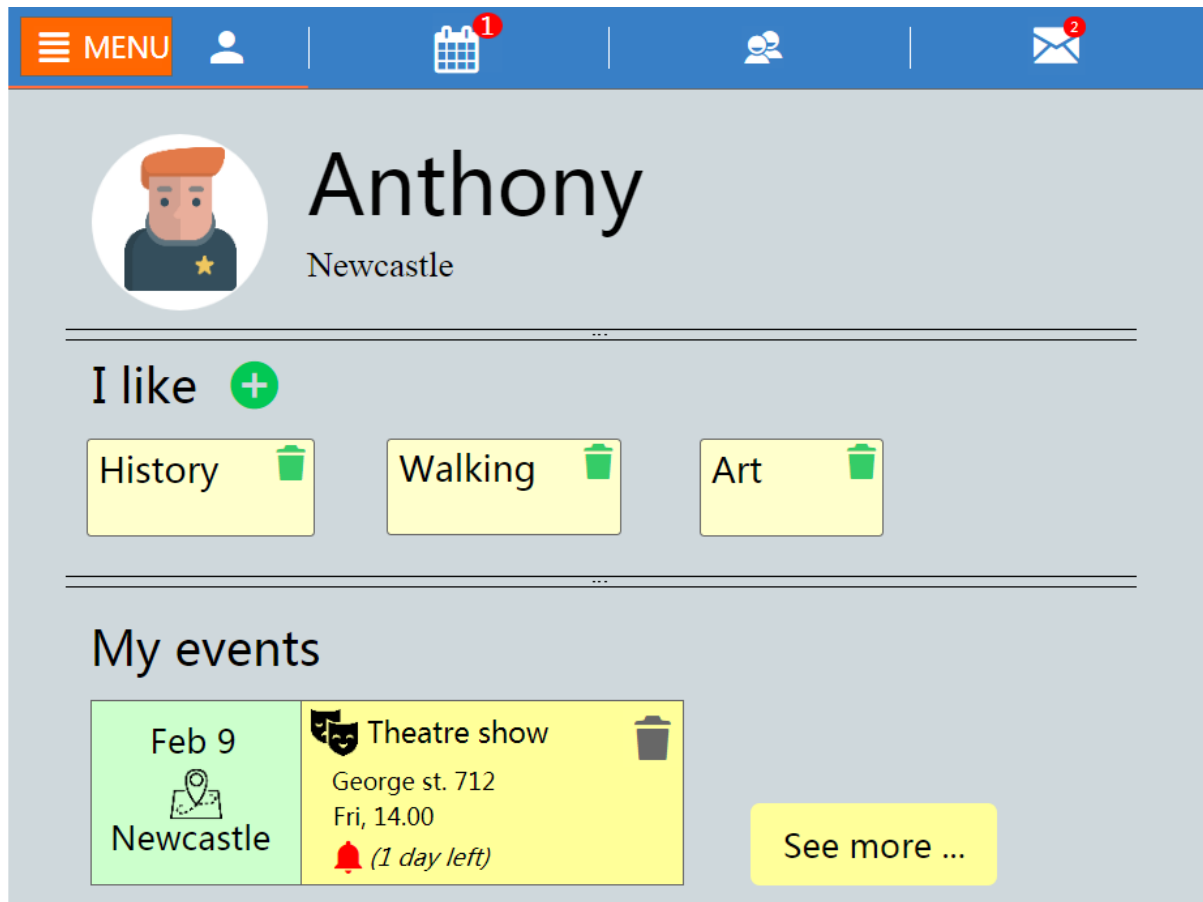 MENU
1
2
Anthony
Newcastle
...
I like
History
Walking
Art
...
My events
Feb 9
Newcastle
Theatre show
George st. 712
Fri, 14.00
(1 day left)
See more ...